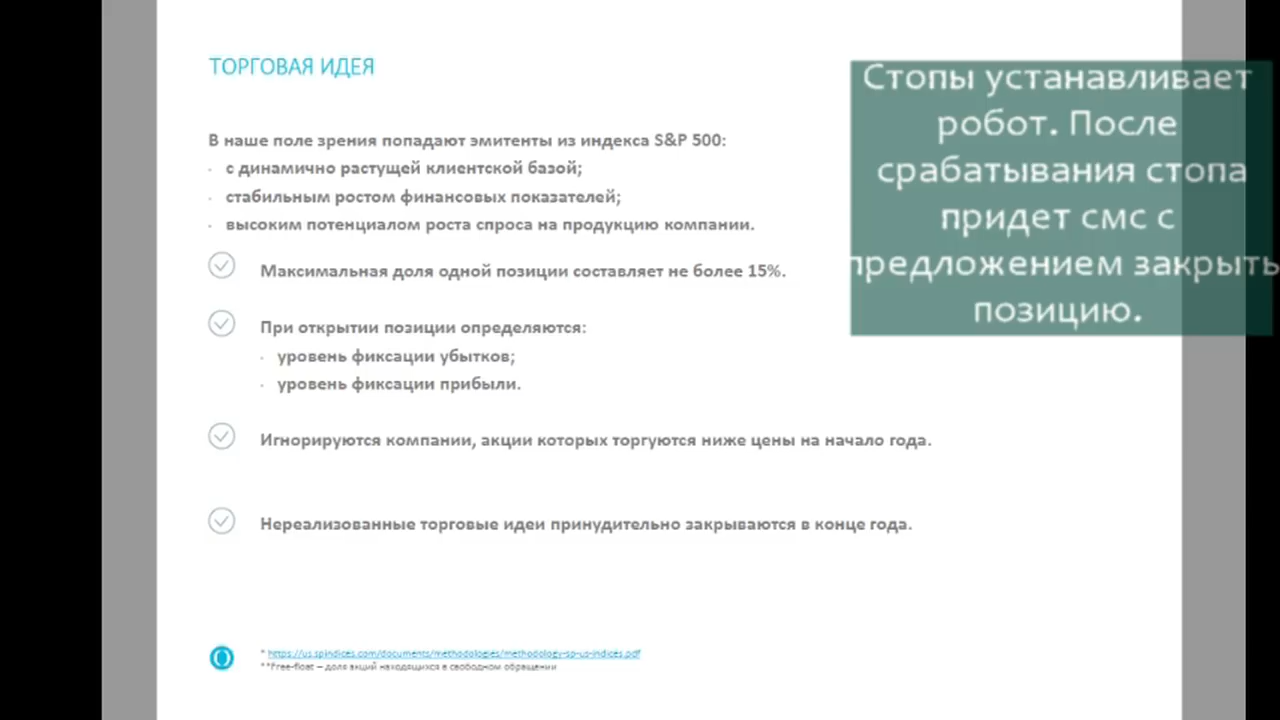 ТОРГОВАЯ ИДЕЯ
В наше поле зрения попадают эмитенты из индекса S&P 500:
с динамично растущей клиентской базой;
стабильным ростом финансовых показателей;
высоким потенциалом роста спроса на продукцию компании.
Максимальная доля одной позиции составляет не более 15%.
При открытии позиции определяются:
уровень фиксации убытков;
уровень фиксации прибыли.
Игнорируются компании, акции которых торгуются ниже цены на начало года.
Нереализованные торговые идеи принудительно закрываются в конце года.
* https://us.spindices.com/documents/methodologies/methodology-sp-us-indices.pdf
**Free-float – доля акций находящихся в свободном обращении
Стопы устанавливает
робот. После
срабатывания стопа
придет смс с
предложением закрыть
позицию.